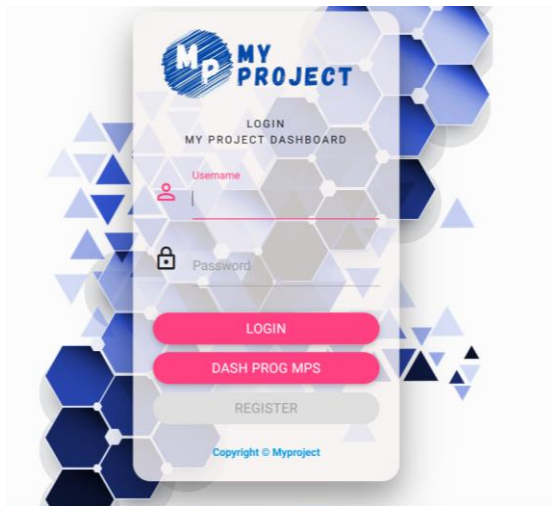 MP MY
PROJECT
LOGIN
MY PROJECT DASHBOARD
Username
Password
LOGIN
DASH PROG MPS
REGISTER
Copyright © Myproject